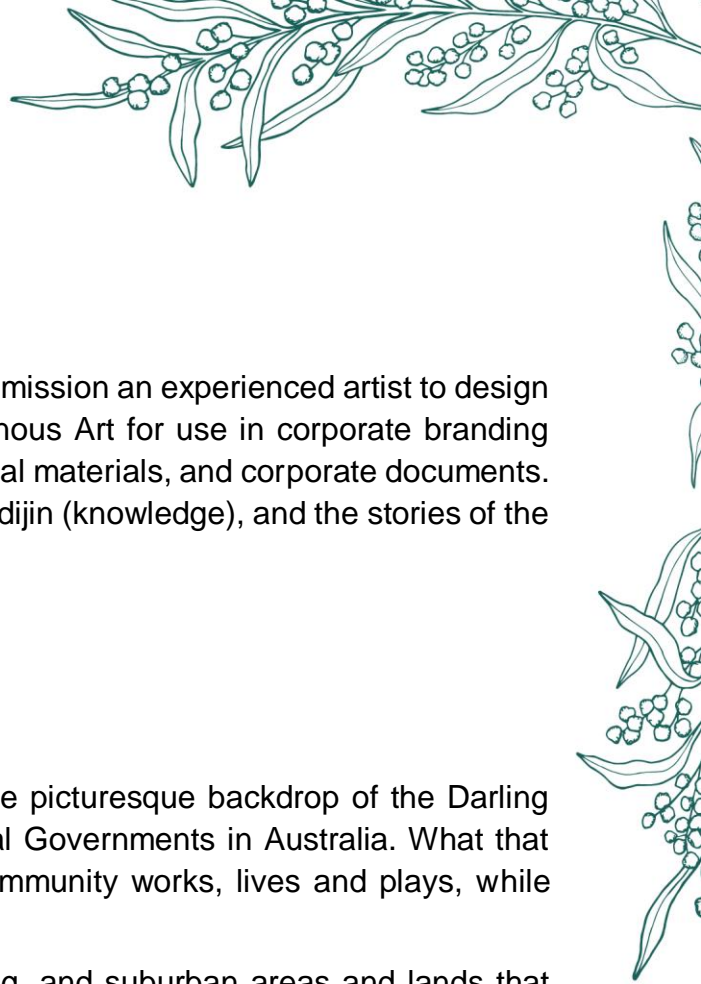 mission an experienced artist to design
nous Art for use in corporate branding
al materials, and corporate documents.
dijin (knowledge), and the stories of the
e picturesque backdrop of the Darling
al Governments in Australia. What that
ommunity works, lives and plays, while
g, and suburban areas and lands that